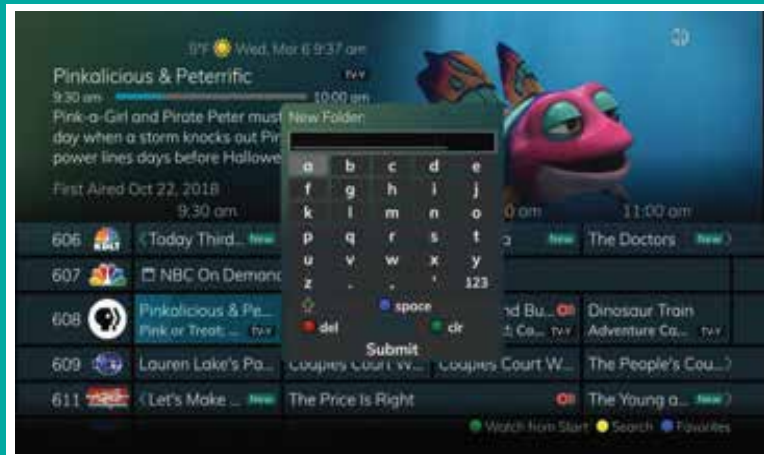 9°F Wed, Mar 6 9:37 am
Pinkalicious & Peterrific TV-Y
9:30 am 10:00 am
Pink-a-Girl and Pirate Peter must
day when a storm knocks out Pin
power lines days before Hallowe
First Aired Oct 22, 2018
9:30 am 11:00 am
New Folder
a b c d e
f g h i j
k l m n o
p q r s t
u v w x y
z - . ' 123
space
del clr
Submit
606 KBLT Today Third... New New The Doctors New
607 NBC On Demand
608 Pinkalicious & Pe... nd Bu... Dinosaur Train
Pink or Treat: ... TV-Y t: Ca... TV-Y Adventure Ca... TV-Y
609 Lauren Lake's Pa... Couples Court W... Couples Court W... The People's Cou...
611 Let's Make ... New The Price Is Right The Young a... New
Watch from Start Search Favorites